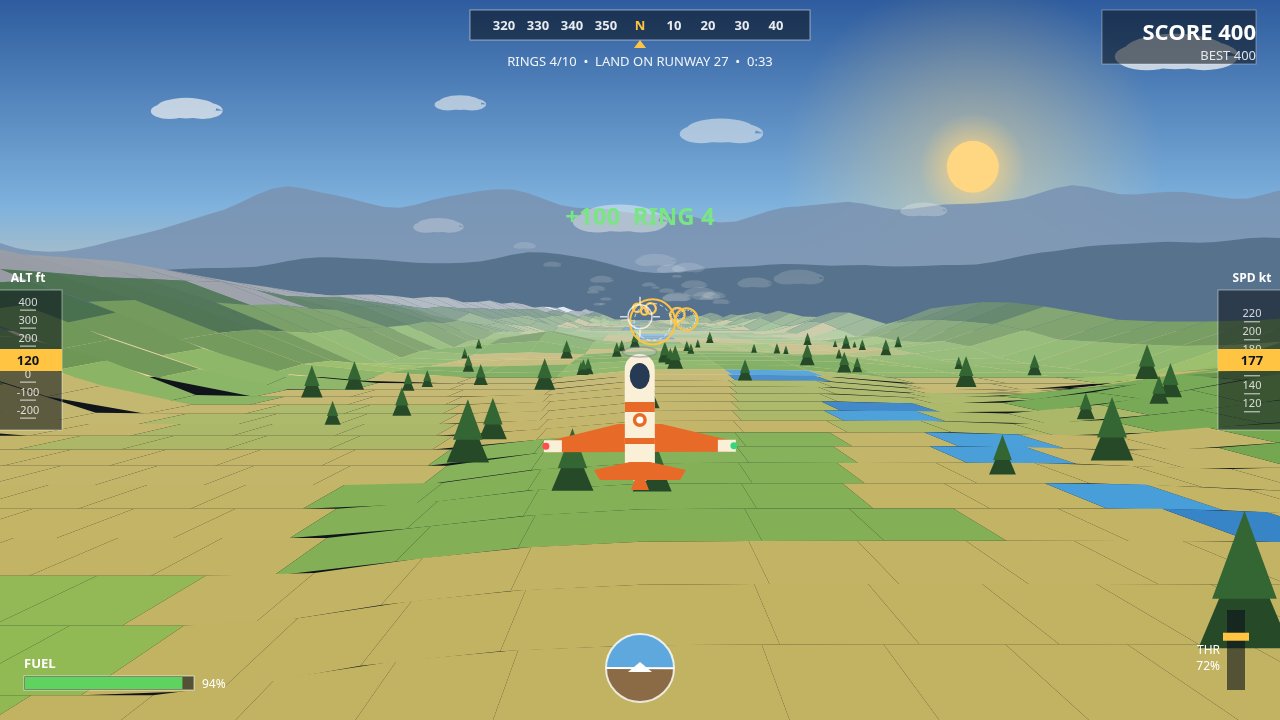 320 330 340 350 N 10 20 30 40
RINGS 4/10 • LAND ON RUNWAY 27 • 0:33
SCORE 400
BEST 400
+100 RING 4
ALT ft
400
300
200
120
0
-100
-200
SPD kt
220
200
177
140
120
FUEL
94%
THR
72%